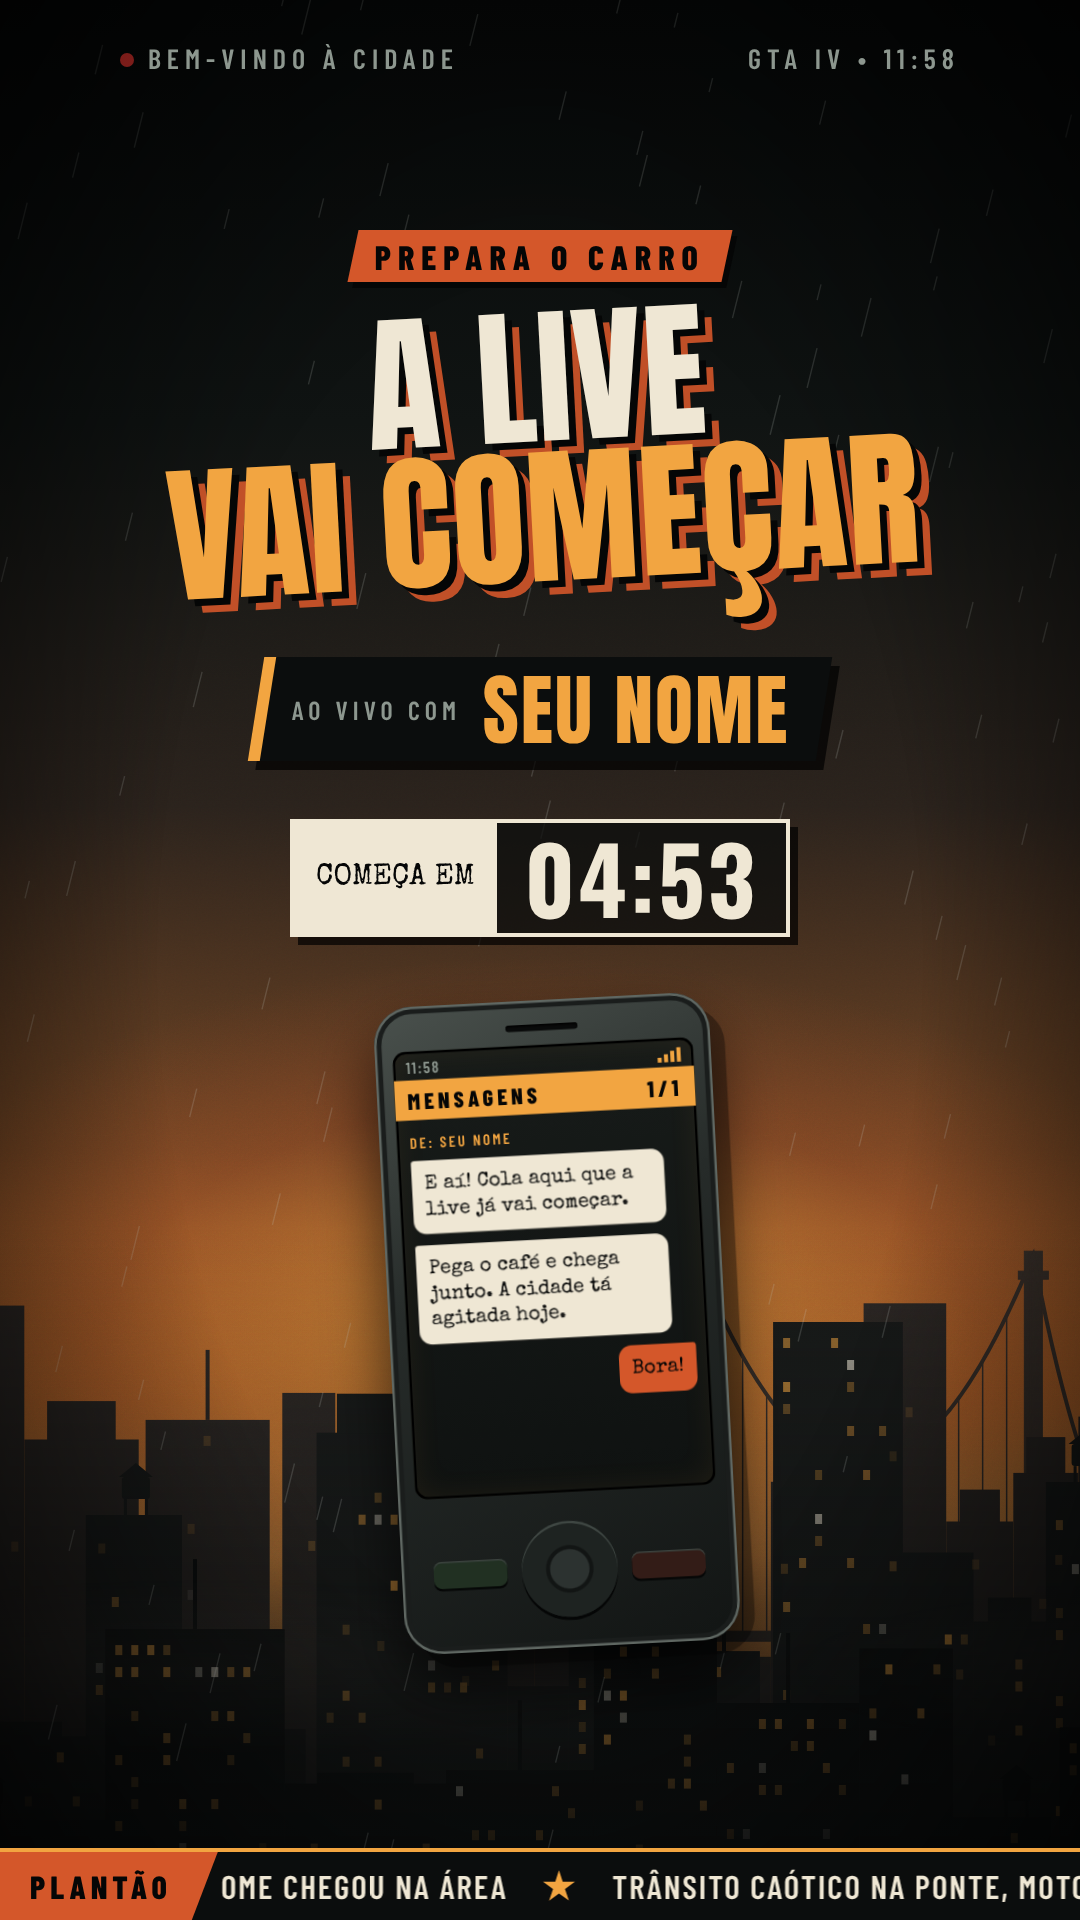 BEM-VINDO À CIDADE
GTA IV • 11:58
PREPARA O CARRO
A LIVE
VAI COMEÇAR
AO VIVO COM SEU NOME
COMEÇA EM 04:53
11:58
MENSAGENS 1/1
DE: SEU NOME
E aí! Cola aqui que a
live já vai começar.
Pega o café e chega
junto. A cidade tá
agitada hoje.
Bora!
PLANTÃO OME CHEGOU NA ÁREA ★ TRÂNSITO CAÓTICO NA PONTE, MOTO